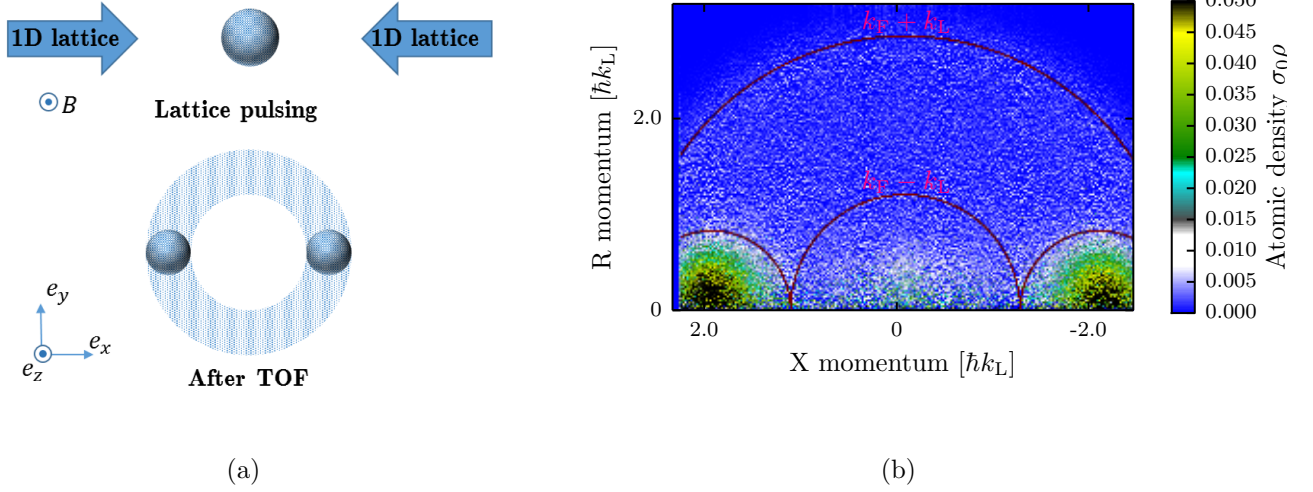 1D lattice
1D lattice
B
Lattice pulsing
e_y
e_x
e_z
After TOF
(a)
R momentum [ħk_L]
2.0
0
k_F + k_L
k_F − k_L
2.0
0
-2.0
X momentum [ħk_L]
0.050
0.045
0.040
0.035
0.030
0.025
0.020
0.015
0.010
0.005
0.000
Atomic density σ_0ρ
(b)